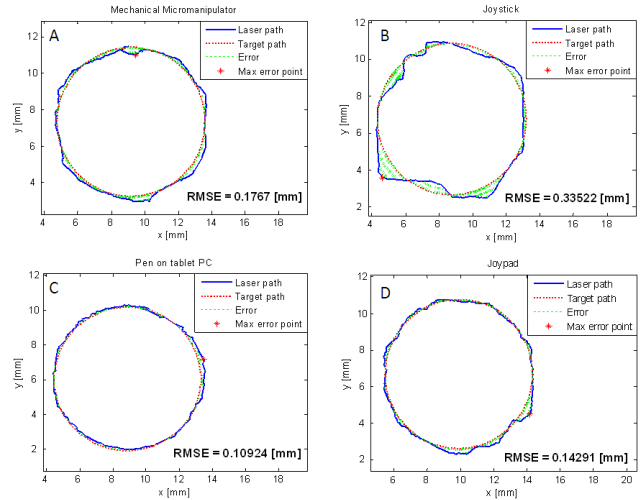 Mechanical Micromanipulator
A
Laser path
Target path
Error
Max error point
12
10
8
6
4
y [mm]
RMSE = 0.1767 [mm]
4 6 8 10 12 14 16 18
x [mm]
Joystick
B
Laser path
Target path
Error
Max error point
12
10
8
6
4
2
y [mm]
RMSE = 0.33522 [mm]
4 6 8 10 12 14 16 18
x [mm]
Pen on tablet PC
C
Laser path
Target path
Error
Max error point
12
10
8
6
4
2
y [mm]
RMSE = 0.10924 [mm]
4 6 8 10 12 14 16 18
x [mm]
Joypad
D
Laser path
Target path
Error
Max error point
12
10
8
6
4
2
y [mm]
RMSE = 0.14291 [mm]
6 8 10 12 14 16 18 20
x [mm]